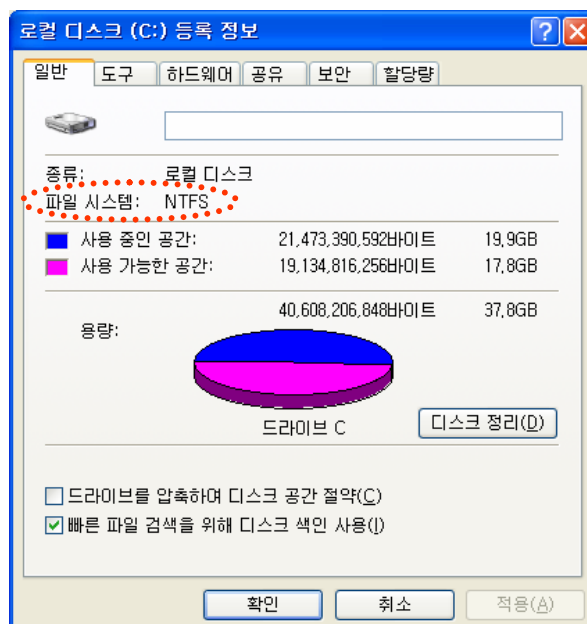 로컬 디스크 (C:) 등록 정보
일반 도구 하드웨어 공유 보안 할당량
종류: 로컬 디스크
파일 시스템: NTFS
사용 중인 공간: 21,473,390,592바이트 19,9GB
사용 가능한 공간: 19,134,816,256바이트 17,8GB
용량: 40,608,206,848바이트 37,8GB
드라이브 C
디스크 정리(D)
드라이브를 압축하여 디스크 공간 절약(C)
빠른 파일 검색을 위해 디스크 색인 사용(I)
확인 취소 적용(A)